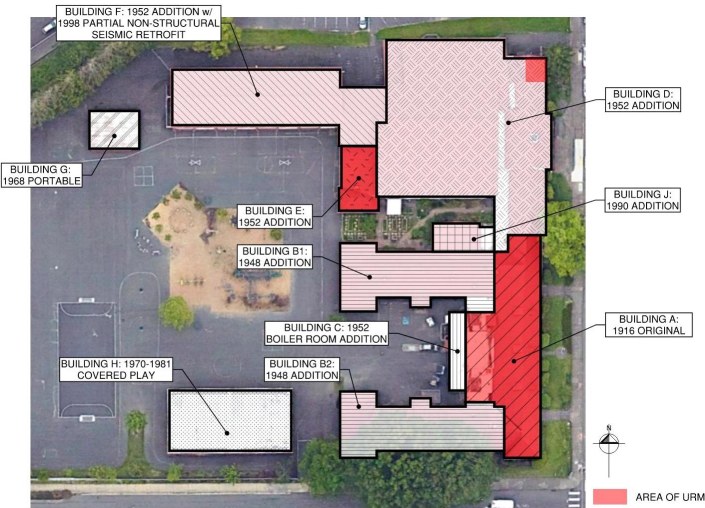 BUILDING F: 1952 ADDITION w/
1998 PARTIAL NON-STRUCTURAL
SEISMIC RETROFIT
BUILDING D:
1952 ADDITION
BUILDING G:
1968 PORTABLE
BUILDING J:
1990 ADDITION
BUILDING E:
1952 ADDITION
BUILDING B1:
1948 ADDITION
BUILDING A:
1916 ORIGINAL
BUILDING C: 1952
BOILER ROOM ADDITION
BUILDING H: 1970-1981
COVERED PLAY
BUILDING B2:
1948 ADDITION
N
AREA OF URM